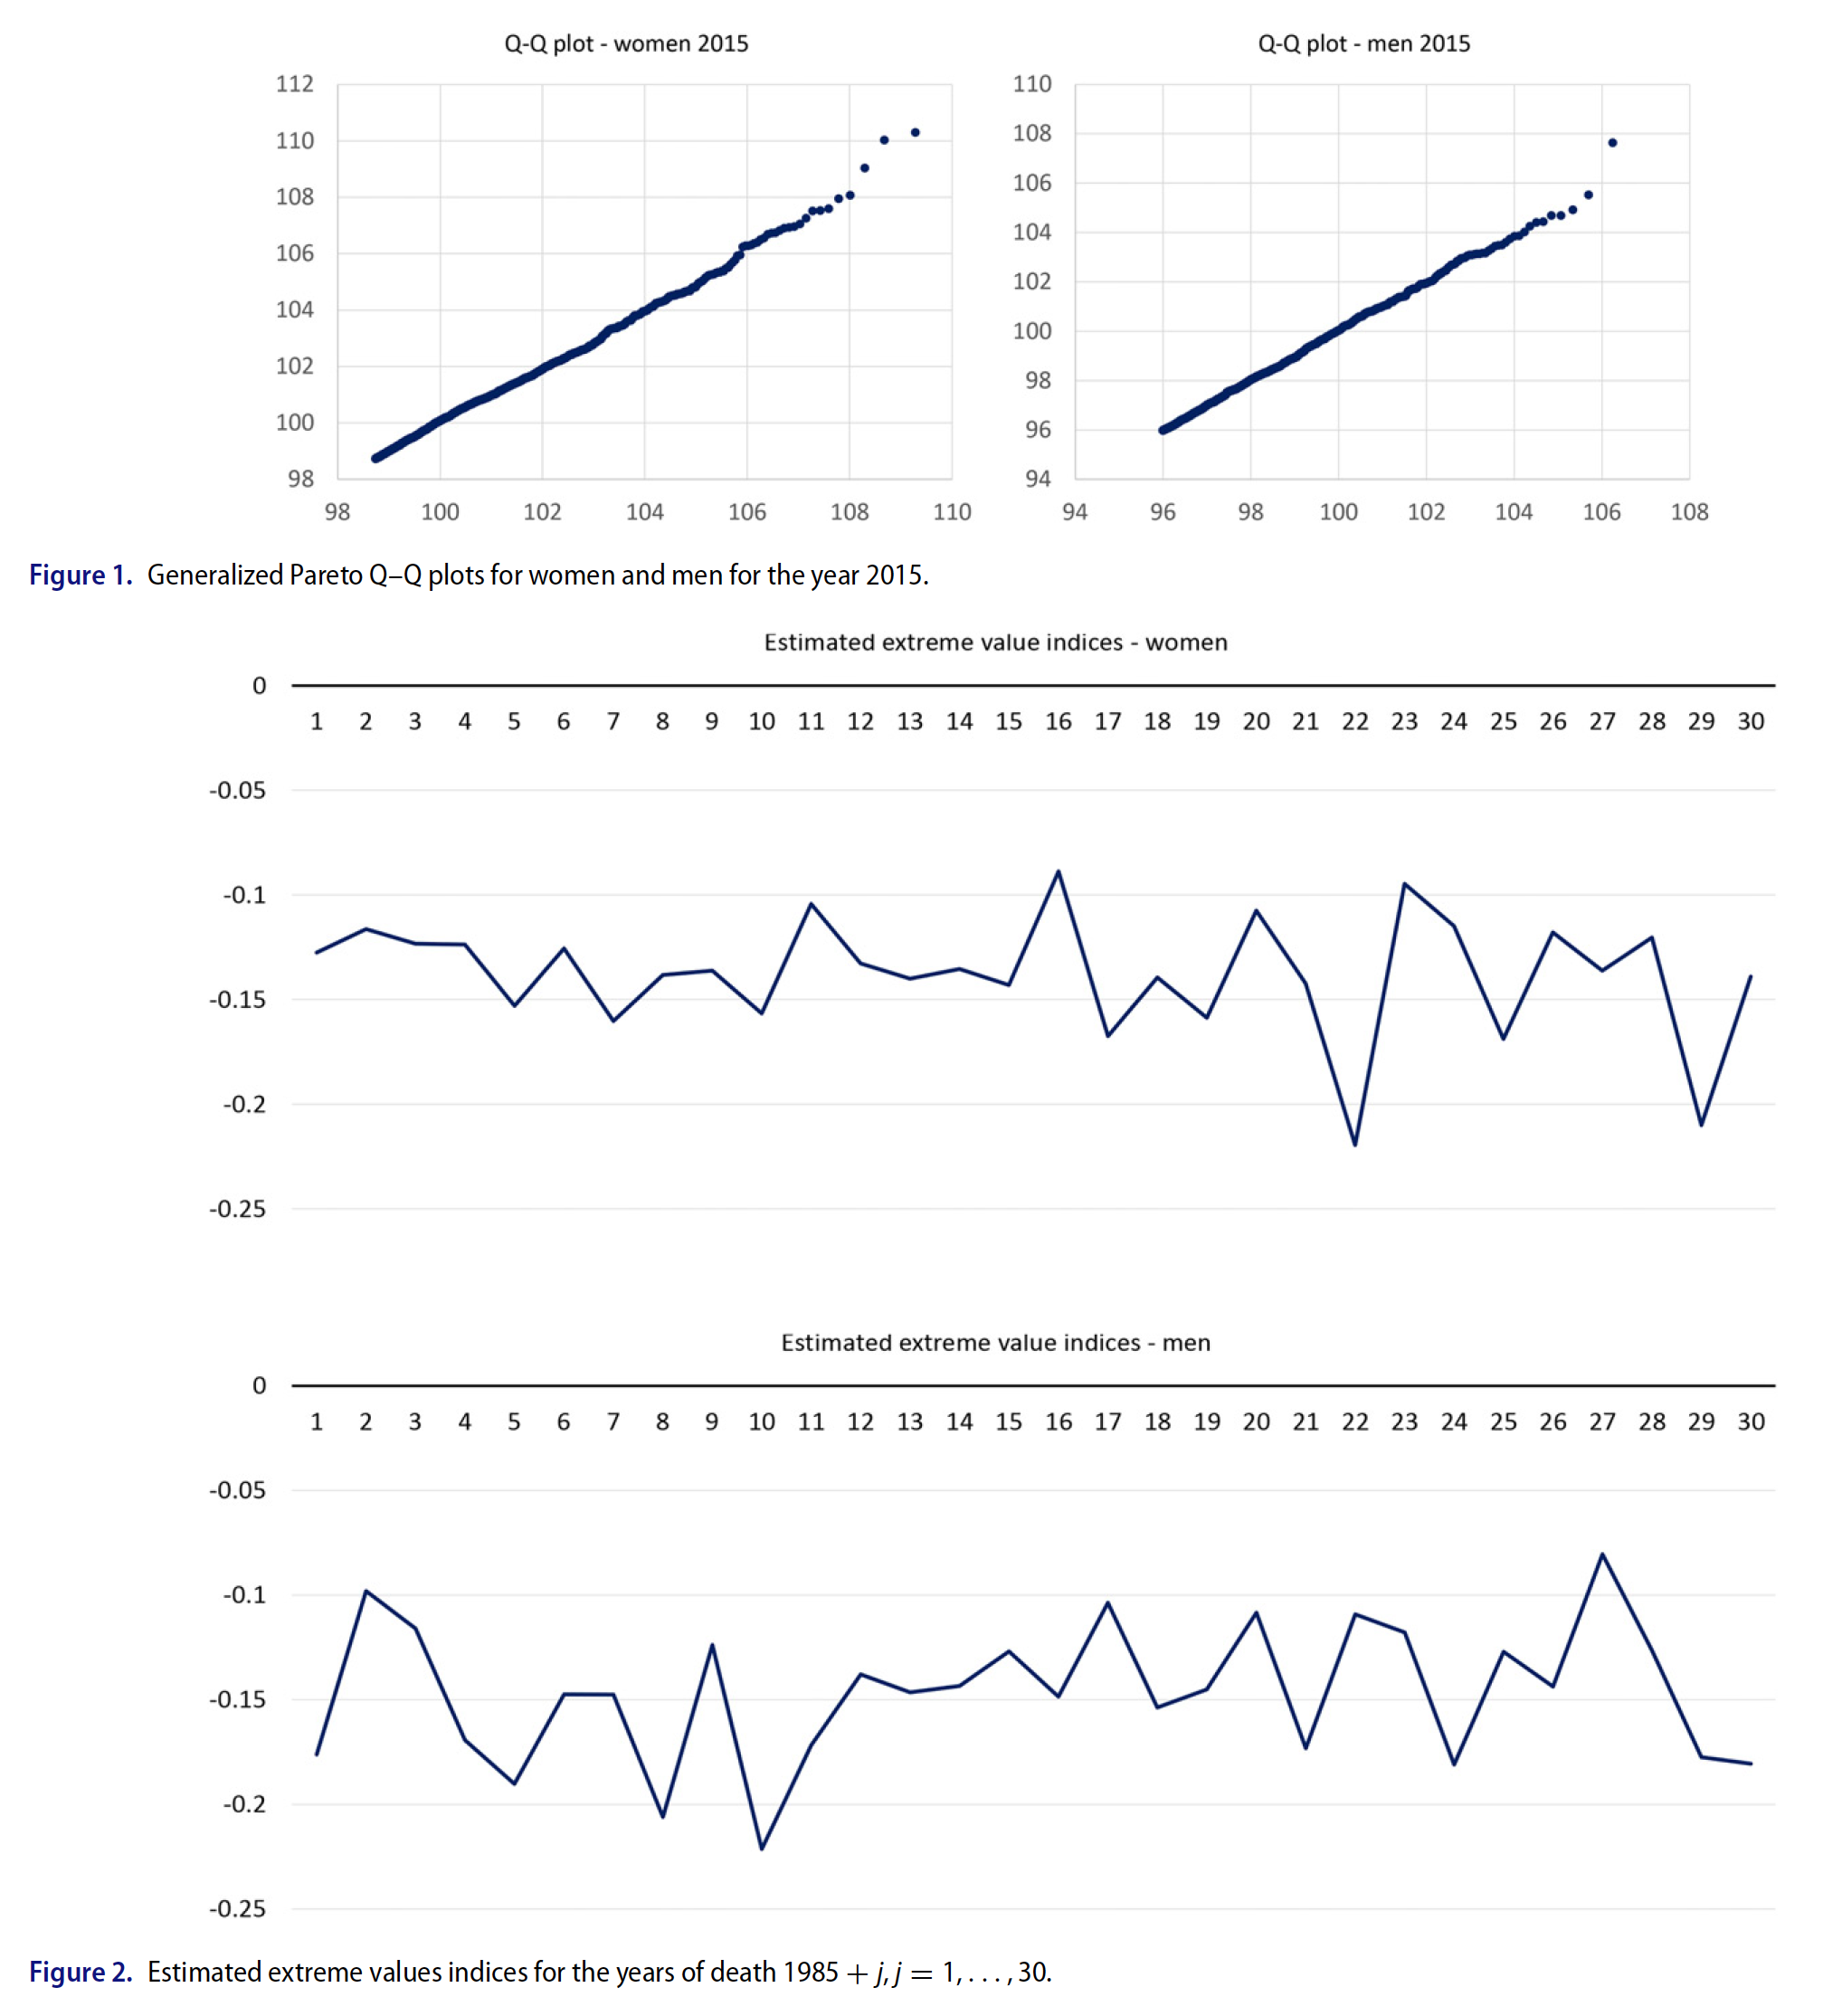 Q-Q plot - women 2015
112
110
108
106
104
102
100
98
98 100 102 104 106 108 110
Q-Q plot - men 2015
110
108
106
104
102
100
98
96
94
94 96 98 100 102 104 106 108
Figure 1. Generalized Pareto Q–Q plots for women and men for the year 2015.
Estimated extreme value indices - women
0
1 2 3 4 5 6 7 8 9 10 11 12 13 14 15 16 17 18 19 20 21 22 23 24 25 26 27 28 29 30
-0.05
-0.1
-0.15
-0.2
-0.25
Estimated extreme value indices - men
0
1 2 3 4 5 6 7 8 9 10 11 12 13 14 15 16 17 18 19 20 21 22 23 24 25 26 27 28 29 30
-0.05
-0.1
-0.15
-0.2
-0.25
Figure 2. Estimated extreme values indices for the years of death 1985 + j, j = 1, . . . , 30.